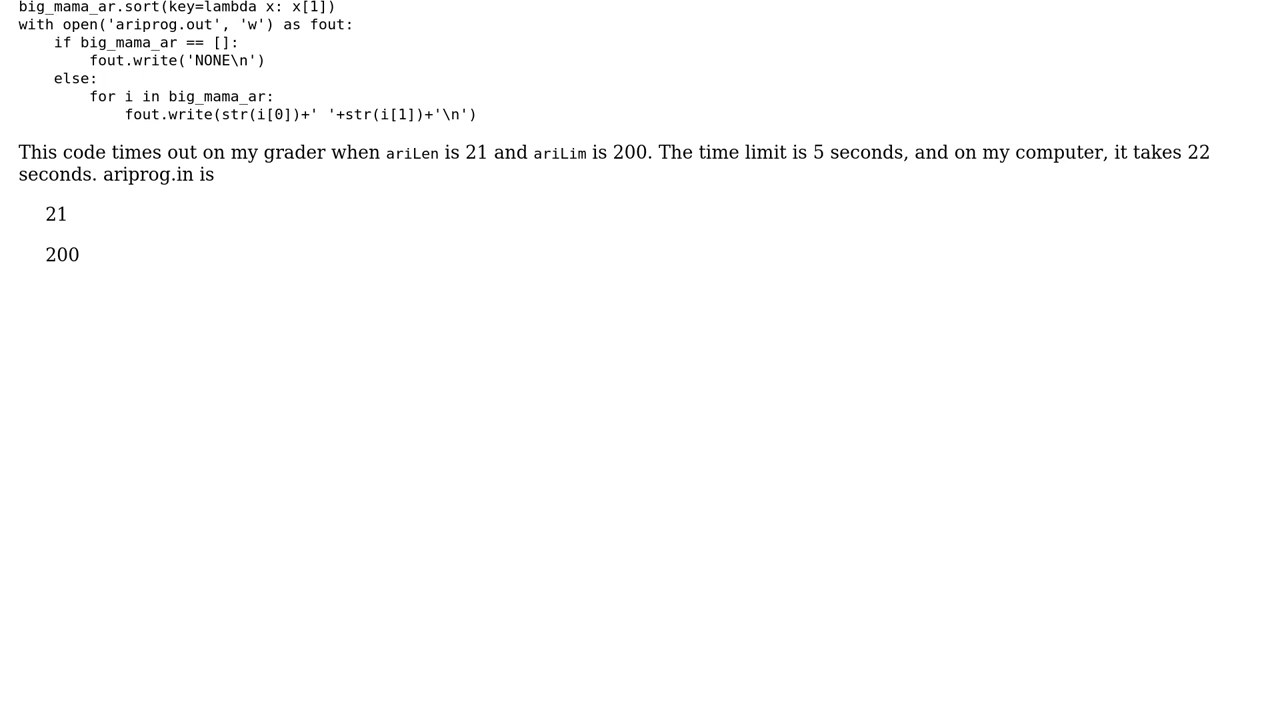 big_mama_ar.sort(key=lambda x: x[1])
with open('ariprog.out', 'w') as fout:
    if big_mama_ar == []:
        fout.write('NONE\n')
    else:
        for i in big_mama_ar:
            fout.write(str(i[0])+' '+str(i[1])+'\n')
This code times out on my grader when ariLen is 21 and ariLim is 200. The time limit is 5 seconds, and on my computer, it takes 22
seconds. ariprog.in is
21
200